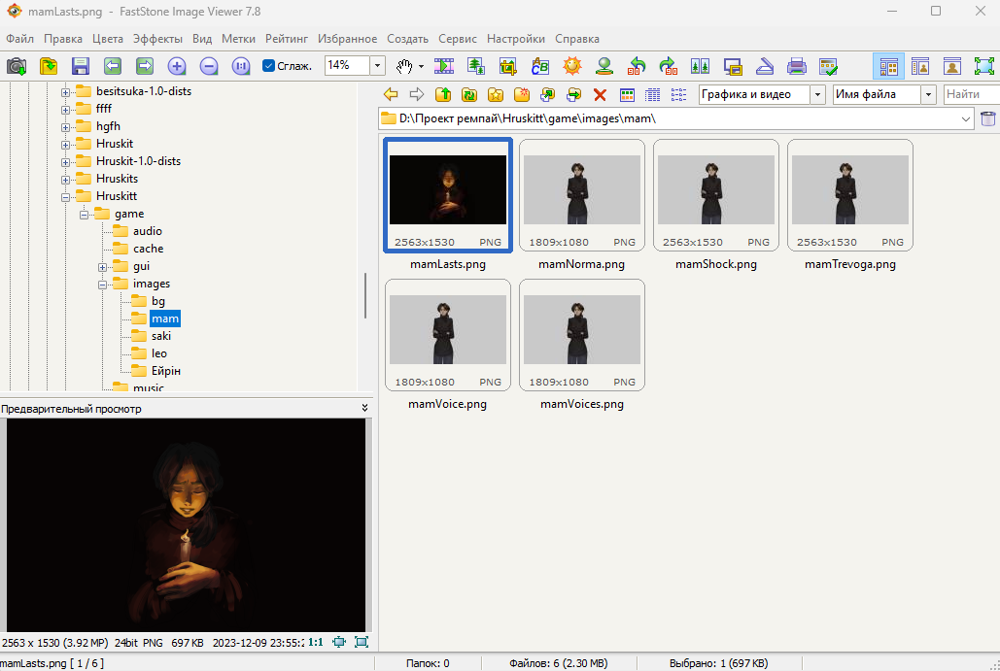 mamLasts.png - FastStone Image Viewer 7.8
Файл Правка Цвета Эффекты Вид Метки Рейтинг Избранное Создать Сервис Настройки Справка
1:1 Сглаж. 14%
besitsuka-1.0-dists
ffff
hgfh
Hruskit
Hruskit-1.0-dists
Hruskits
Hruskitt
game
audio
cache
gui
images
bg
mam
saki
leo
Ейрін
music
Графика и видео Имя файла Найти
D:\Проект ремпай\Hruskitt\game\images\mam\
2563x1530 PNG
mamLasts.png
1809x1080 PNG
mamNorma.png
2563x1530 PNG
mamShock.png
2563x1530 PNG
mamTrevoga.png
1809x1080 PNG
mamVoice.png
1809x1080 PNG
mamVoices.png
Предварительный просмотр
2563 x 1530 (3.92 MP) 24bit PNG 697 KB 2023-12-09 23:55: 1:1
mamLasts.png [ 1 / 6 ]
Папок: 0
Файлов: 6 (2.30 MB)
Выбрано: 1 (697 KB)